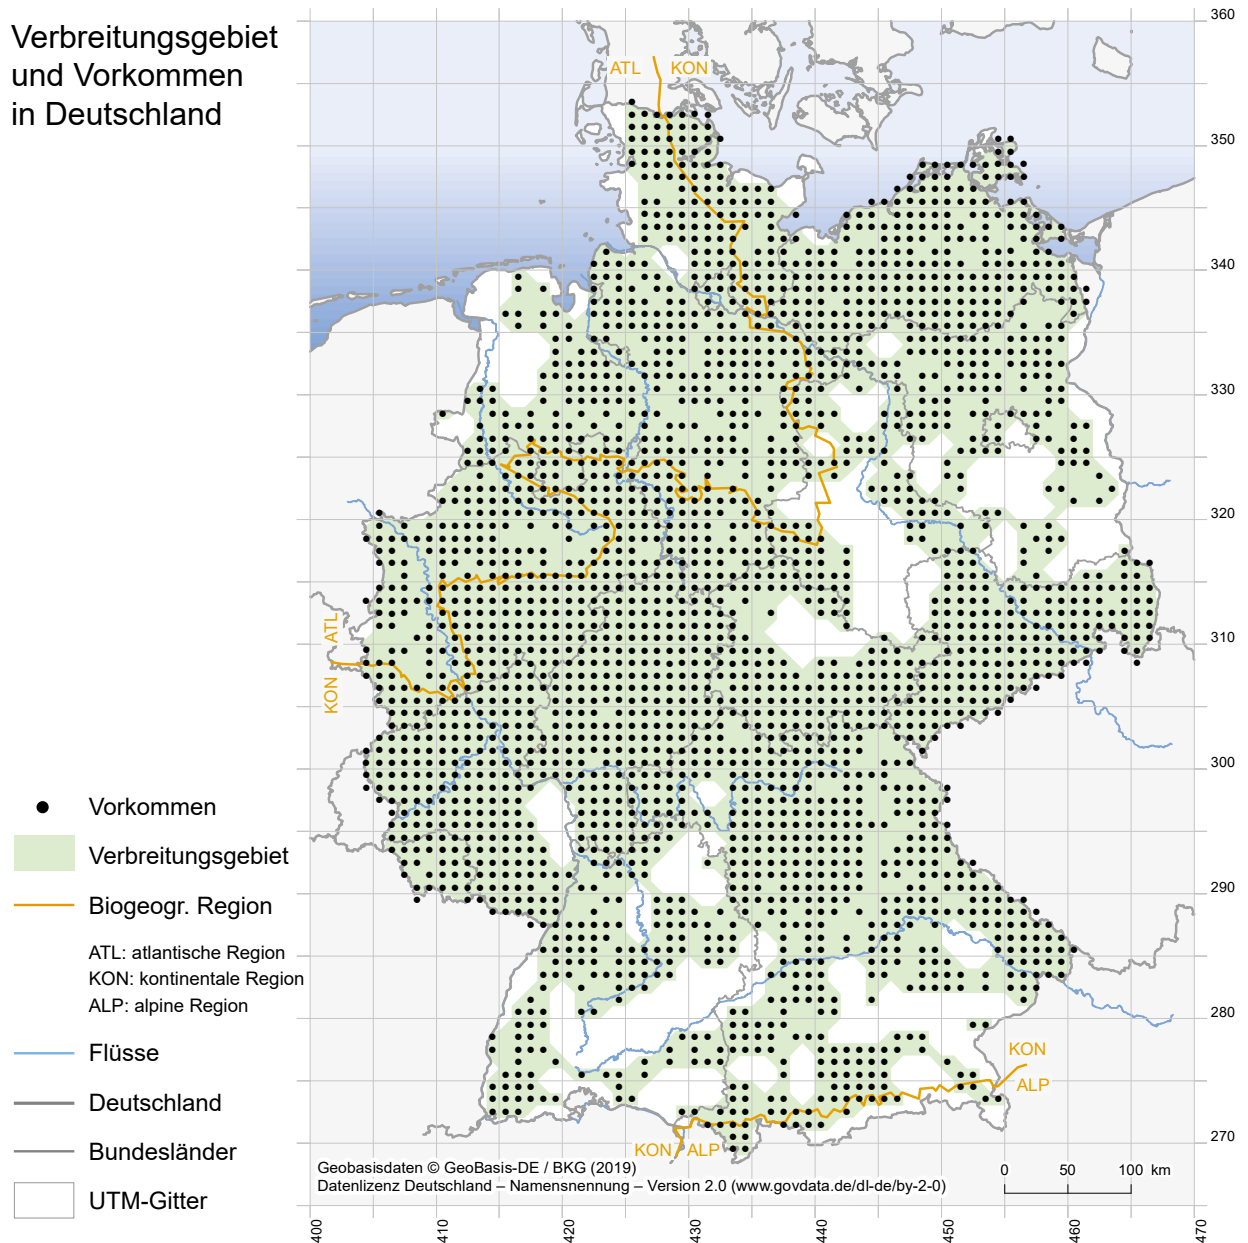 Verbreitungsgebiet
und Vorkommen
in Deutschland
ATL KON
ATL
KON
Vorkommen
Verbreitungsgebiet
Biogeogr. Region
ATL: atlantische Region
KON: kontinentale Region
ALP: alpine Region
Flüsse
Deutschland
Bundesländer
UTM-Gitter
KON
ALP
KON ALP
Geobasisdaten © GeoBasis-DE / BKG (2019)
Datenlizenz Deutschland – Namensnennung – Version 2.0 (www.govdata.de/dl-de/by-2-0)
0 50 100 km
360
350
340
330
320
310
300
290
280
270
400 410 420 430 440 450 460 470